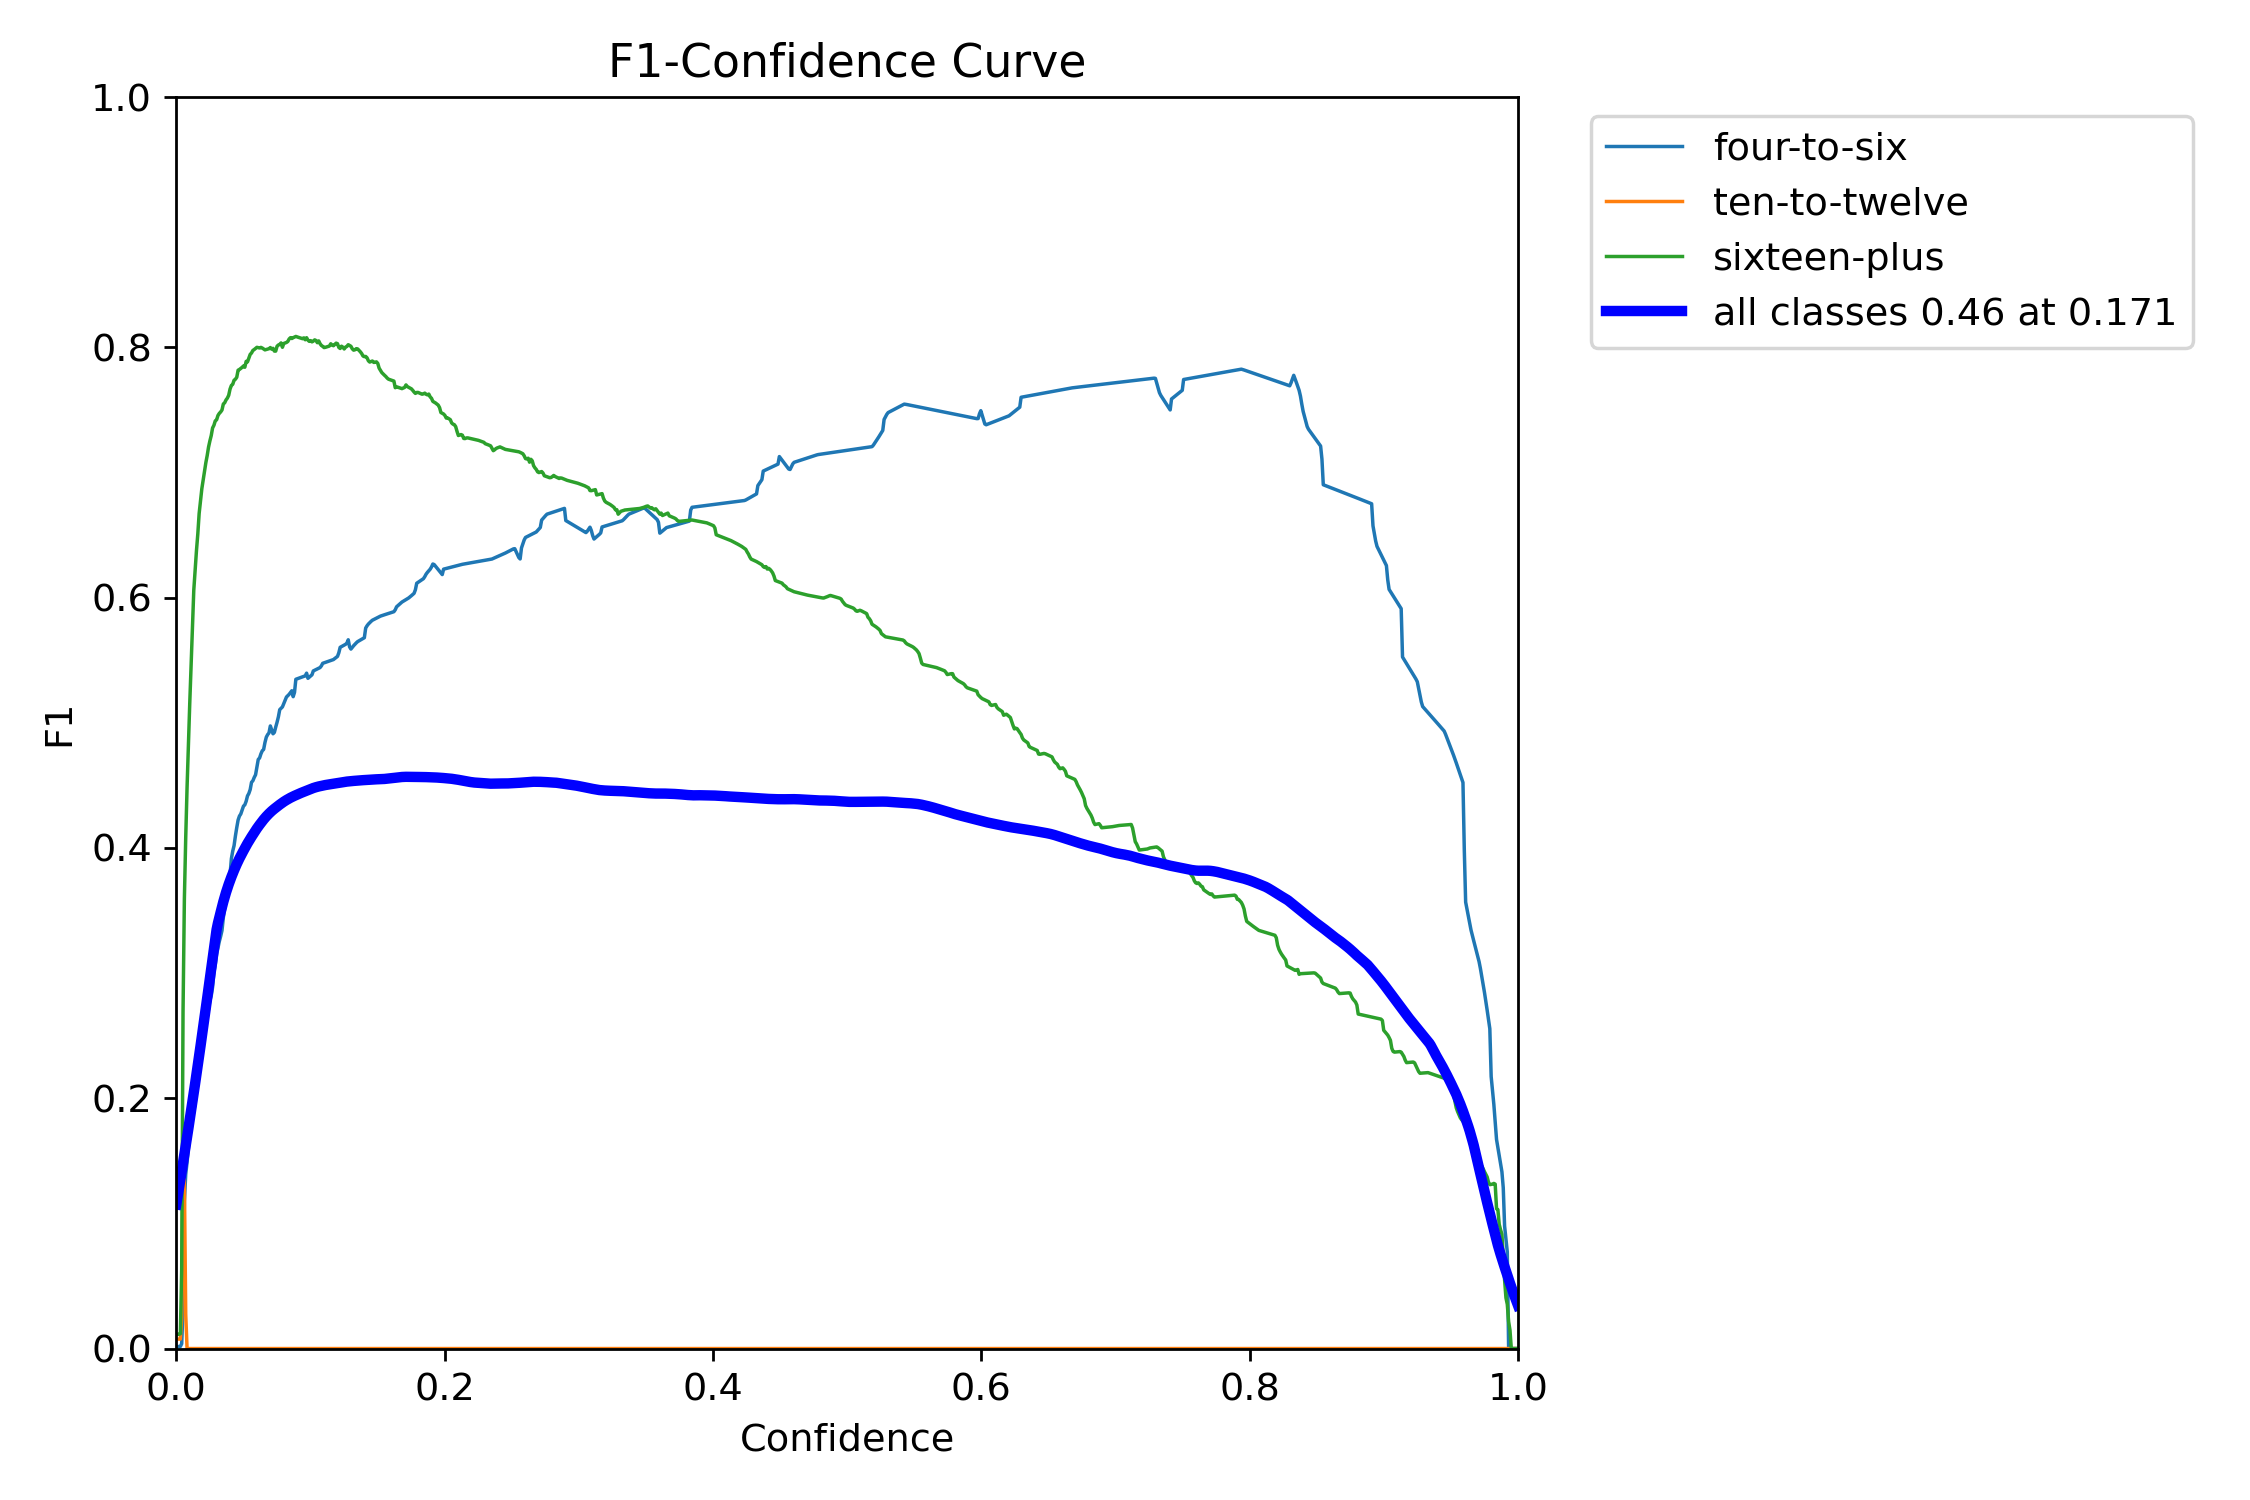 F1-Confidence Curve
1.0
0.8
0.6
0.4
0.2
0.0
F1
0.0 0.2 0.4 0.6 0.8 1.0
Confidence
four-to-six
ten-to-twelve
sixteen-plus
all classes 0.46 at 0.171